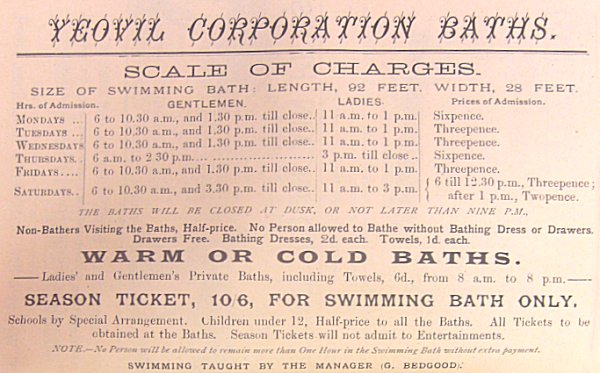 YEOVIL CORPORATION BATHS.
SCALE OF CHARGES.
SIZE OF SWIMMING BATH: LENGTH, 92 FEET. WIDTH, 28 FEET.
Hrs. of Admission. GENTLEMEN. LADIES. Prices of Admission.
MONDAYS ... 6 to 10.30 a.m., and 1.30 p.m. till close.. 11 a.m. to 1 p.m. Sixpence.
TUESDAYS ... 6 to 10.30 a.m., and 1.30 p.m. till close.. 11 a.m. to 1 p.m. Threepence.
WEDNESDAYS 6 to 10.30 a.m., and 1.30 p.m. till close.. 11 a.m. to 1 p.m. Threepence.
THURSDAYS.. 6 a.m. to 2 30 p.m. .............................. 3 p.m. till close .. Sixpence.
FRIDAYS .... 6 to 10.30 a.m., and 1.30 p.m. till close.. 11 a.m. to 1 p.m. Threepence.
SATURDAYS.. 6 to 10.30 a.m., and 3.30 p.m. till close.. 11 a.m. to 3 p.m. { 6 till 12.30 p.m., Threepence;
after 1 p.m., Twopence.
THE BATHS WILL BE CLOSED AT DUSK, OR NOT LATER THAN NINE P.M.,
Non-Bathers Visiting the Baths, Half-price. No Person allowed to Bathe without Bathing Dress or Drawers.
Drawers Free. Bathing Dresses, 2d. each. Towels, 1d. each.
WARM OR COLD BATHS.
Ladies' and Gentlemen's Private Baths, including Towels, 6d., from 8 a.m. to 8 p.m.
SEASON TICKET, 10/6, FOR SWIMMING BATH ONLY.
Schools by Special Arrangement. Children under 12, Half-price to all the Baths. All Tickets to be
obtained at the Baths. Season Tickets will not admit to Entertainments.
NOTE.—No Person will be allowed to remain more than One Hour in the Swimming Bath without extra payment.
SWIMMING TAUGHT BY THE MANAGER (G. BEDGOOD).